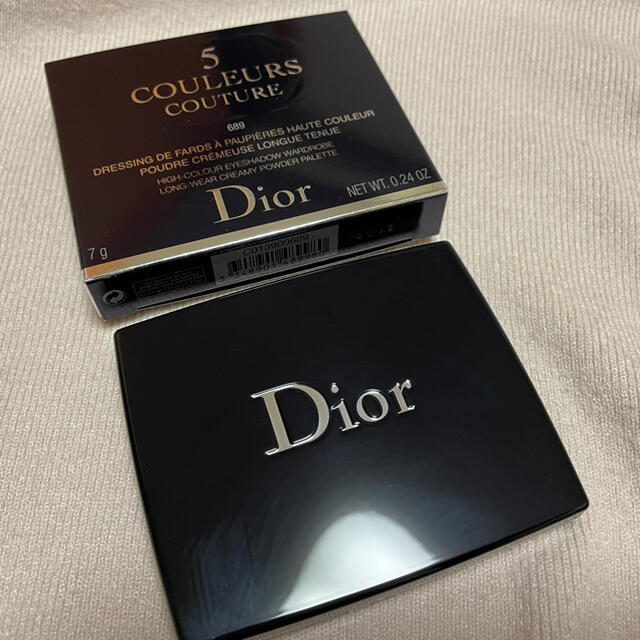 5
COULEURS
COUTURE
689
DRESSING DE FARDS À PAUPIÈRES HAUTE COULEUR
POUDRE CRÉMEUSE LONGUE TENUE
HIGH-COLOUR EYESHADOW WARDROBE
LONG-WEAR CREAMY POWDER PALETTE
Dior
7 g
NET WT. 0.24 OZ
C013900689
Dior